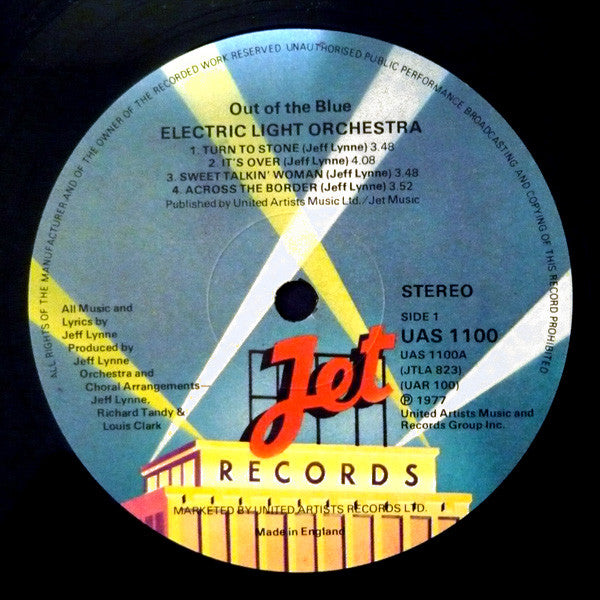 ALL RIGHTS OF THE MANUFACTURER AND OF THE OWNER OF THE RECORDED WORK RESERVED UNAUTHORISED PUBLIC PERFORMANCE BROADCASTING AND COPYING OF THIS RECORD PROHIBITED
Out of the Blue
ELECTRIC LIGHT ORCHESTRA
1. TURN TO STONE (Jeff Lynne) 3.48
2. IT'S OVER (Jeff Lynne) 4.08
3. SWEET TALKIN' WOMAN (Jeff Lynne) 3.48
4. ACROSS THE BORDER (Jeff Lynne) 3.52
Published by United Artists Music Ltd./Jet Music
STEREO
SIDE 1
UAS 1100
UAS 1100A
(JTLA 823)
(UAR 100)
℗ 1977
United Artists Music and
Records Group Inc.
All Music and
Lyrics by
Jeff Lynne
Produced by
Jeff Lynne
Orchestra and
Choral Arrangements—
Jeff Lynne,
Richard Tandy &
Louis Clark
Jet
RECORDS
MARKETED BY UNITED ARTISTS RECORDS LTD.
Made in England